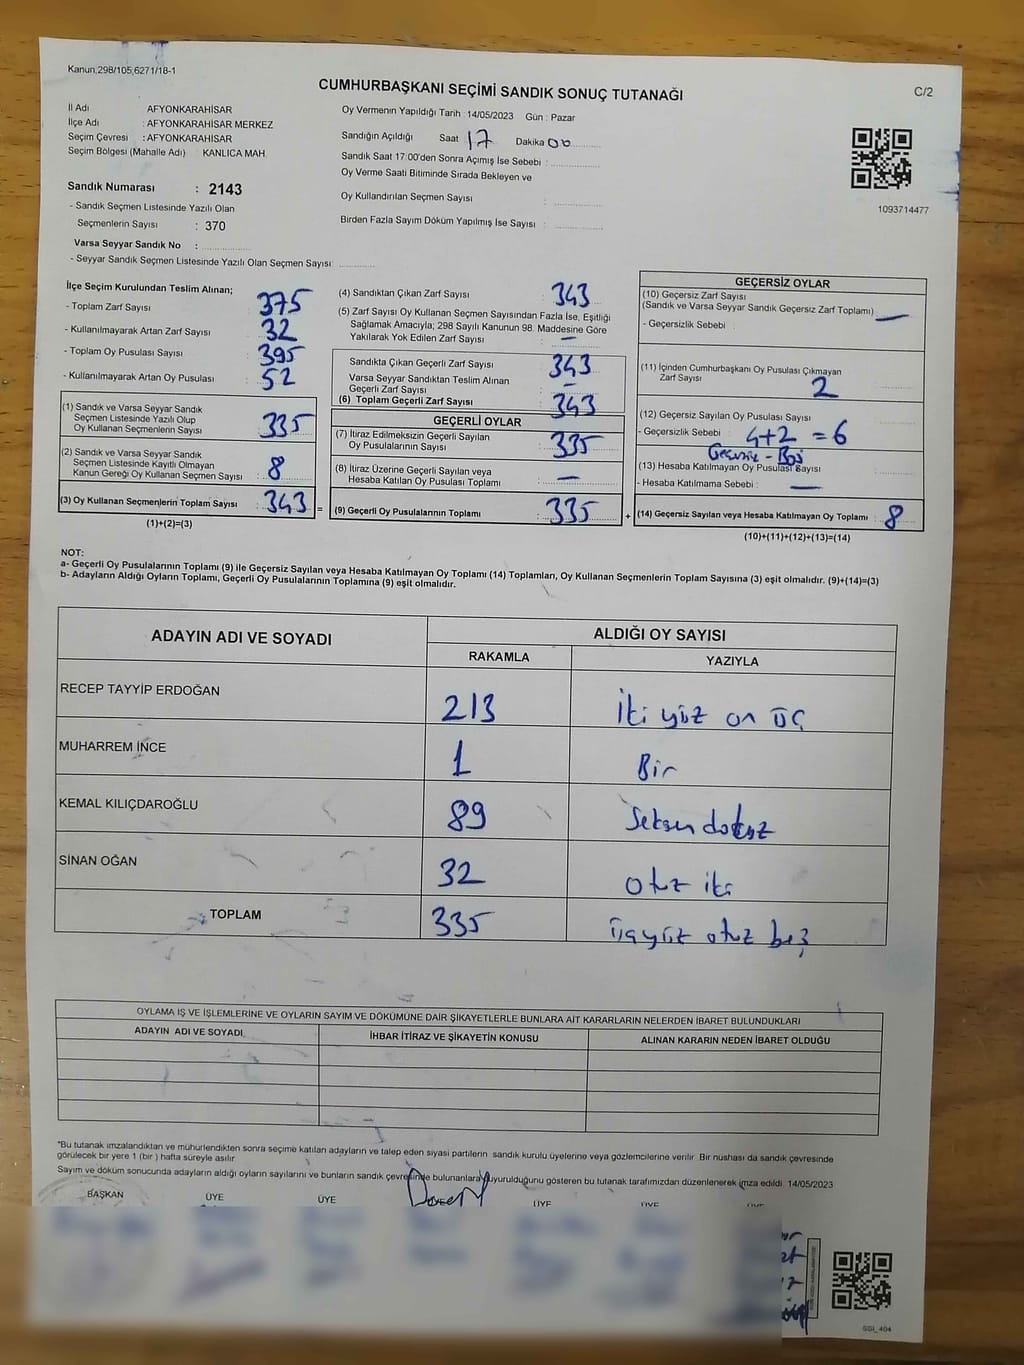 Kanun,298/105,6271/18-1
CUMHURBAŞKANI SEÇİMİ SANDIK SONUÇ TUTANAĞI
C/2
İl Adı AFYONKARAHİSAR
İlçe Adı : AFYONKARAHİSAR MERKEZ
Seçim Çevresi : AFYONKARAHİSAR
Seçim Bölgesi (Mahalle Adı) KANLICA MAH.
Oy Vermenin Yapıldığı Tarih : 14/05/2023 Gün : Pazar
Sandığın Açıldığı Saat 17 Dakika 00
Sandık Saat 17:00'den Sonra Açımış İse Sebebi :
Oy Verme Saati Bitiminde Sırada Bekleyen ve
Oy Kullandırılan Seçmen Sayısı :
Birden Fazla Sayım Döküm Yapılmış İse Sayısı :
1093714477
Sandık Numarası : 2143
- Sandık Seçmen Listesinde Yazılı Olan
Seçmenlerin Sayısı : 370
Varsa Seyyar Sandık No :
- Seyyar Sandık Seçmen Listesinde Yazılı Olan Seçmen Sayısı:
İlçe Seçim Kurulundan Teslim Alınan;
- Toplam Zarf Sayısı 375
- Kullanılmayarak Artan Zarf Sayısı 32
- Toplam Oy Pusulası Sayısı 395
- Kullanılmayarak Artan Oy Pusulası 52
(1) Sandık ve Varsa Seyyar Sandık
Seçmen Listesinde Yazılı Olup
Oy Kullanan Seçmenlerin Sayısı 335
(2) Sandık ve Varsa Seyyar Sandık
Seçmen Listesinde Kayıtlı Olmayan
Kanun Gereği Oy Kullanan Seçmen Sayısı : 8
(3) Oy Kullanan Seçmenlerin Toplam Sayısı : 343 =
(1)+(2)=(3)
(4) Sandıktan Çıkan Zarf Sayısı 343
(5) Zarf Sayısı Oy Kullanan Seçmen Sayısından Fazla İse, Eşitliği
Sağlamak Amacıyla; 298 Sayılı Kanunun 98. Maddesine Göre
Yakılarak Yok Edilen Zarf Sayısı : –
Sandıkta Çıkan Geçerli Zarf Sayısı 343
Varsa Seyyar Sandıktan Teslim Alınan
Geçerli Zarf Sayısı –
(6) Toplam Geçerli Zarf Sayısı 343
GEÇERLİ OYLAR
(7) İtiraz Edilmeksizin Geçerli Sayılan
Oy Pusulalarının Sayısı : 335
(8) İtiraz Üzerine Geçerli Sayılan veya
Hesaba Katılan Oy Pusulası Toplamı : –
(9) Geçerli Oy Pusulalarının Toplamı : 335 +
GEÇERSİZ OYLAR
(10) Geçersiz Zarf Sayısı
(Sandık ve Varsa Seyyar Sandık Geçersiz Zarf Toplamı) : –
- Geçersizlik Sebebi :
(11) İçinden Cumhurbaşkanı Oy Pusulası Çıkmayan
Zarf Sayısı 2
(12) Geçersiz Sayılan Oy Pusulası Sayısı
- Geçersizlik Sebebi : 4+2 = 6
Geçersiz - Boş
(13) Hesaba Katılmayan Oy Pusulası Sayısı
- Hesaba Katılmama Sebebi : –
(14) Geçersiz Sayılan veya Hesaba Katılmayan Oy Toplamı : 8
(10)+(11)+(12)+(13)=(14)
NOT:
a- Geçerli Oy Pusulalarının Toplamı (9) ile Geçersiz Sayılan veya Hesaba Katılmayan Oy Toplamı (14) Toplamları, Oy Kullanan Seçmenlerin Toplam Sayısına (3) eşit olmalıdır. (9)+(14)=(3)
b- Adayların Aldığı Oyların Toplamı, Geçerli Oy Pusulalarının Toplamına (9) eşit olmalıdır.
ADAYIN ADI VE SOYADI ALDIĞI OY SAYISI
RAKAMLA YAZIYLA
RECEP TAYYİP ERDOĞAN 213 İki yüz on üç
MUHARREM İNCE 1 Bir
KEMAL KILIÇDAROĞLU 89 Seksen dokuz
SİNAN OĞAN 32 otuz iki
TOPLAM 335 üçyüz otuz beş
OYLAMA İŞ VE İŞLEMLERİNE VE OYLARIN SAYIM VE DÖKÜMÜNE DAİR ŞİKAYETLERLE BUNLARA AİT KARARLARIN NELERDEN İBARET BULUNDUKLARI
ADAYIN ADI VE SOYADI İHBAR İTİRAZ VE ŞİKAYETİN KONUSU ALINAN KARARIN NEDEN İBARET OLDUĞU
*Bu tutanak imzalandıktan ve mühürlendikten sonra seçime katılan adayların ve talep eden siyasi partilerin sandık kurulu üyelerine veya gözlemcilerine verilir. Bir nüshası da sandık çevresinde
görülecek bir yere 1 (bir) hafta süreyle asılır.
Sayım ve döküm sonucunda adayların aldığı oyların sayılarını ve bunların sandık çevresinde bulunanlara duyurulduğunu gösteren bu tutanak tarafımızdan düzenlenerek imza edildi. 14/05/2023
BAŞKAN ÜYE ÜYE ÜYE ÜYE ÜYE